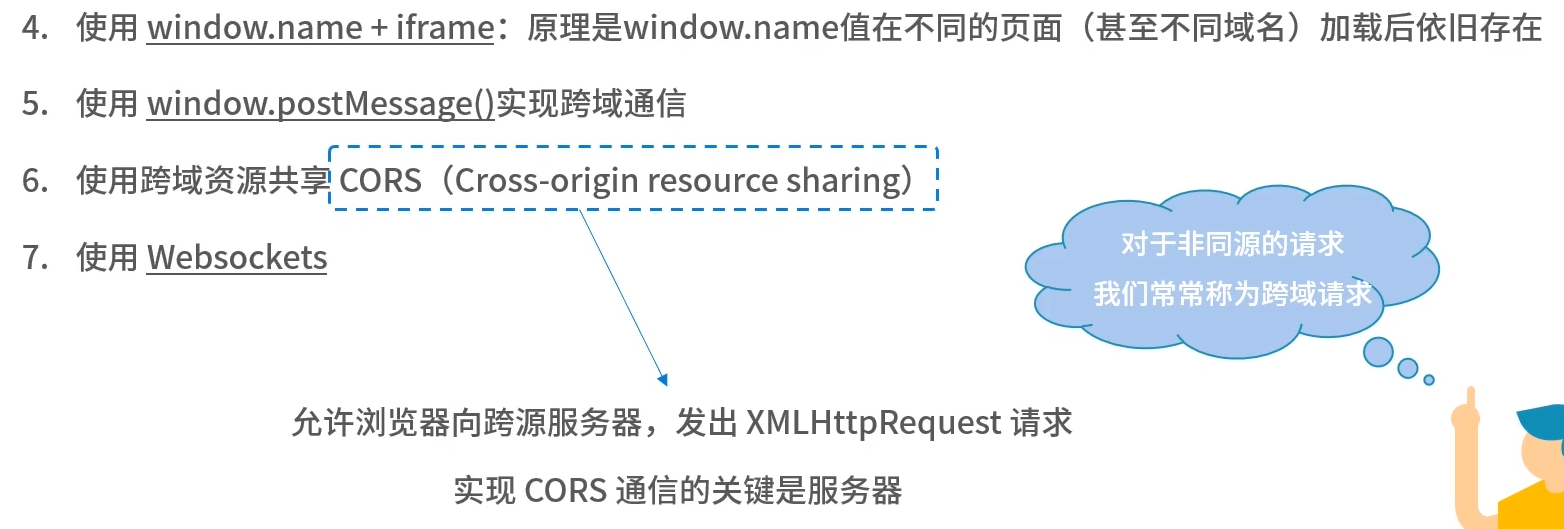 4. 使用 window.name + iframe：原理是window.name值在不同的页面（甚至不同域名）加载后依旧存在
5. 使用 window.postMessage()实现跨域通信
6. 使用跨域资源共享 CORS（Cross-origin resource sharing）
7. 使用 Websockets
对于非同源的请求
我们常常称为跨域请求
允许浏览器向跨源服务器，发出 XMLHttpRequest 请求
实现 CORS 通信的关键是服务器